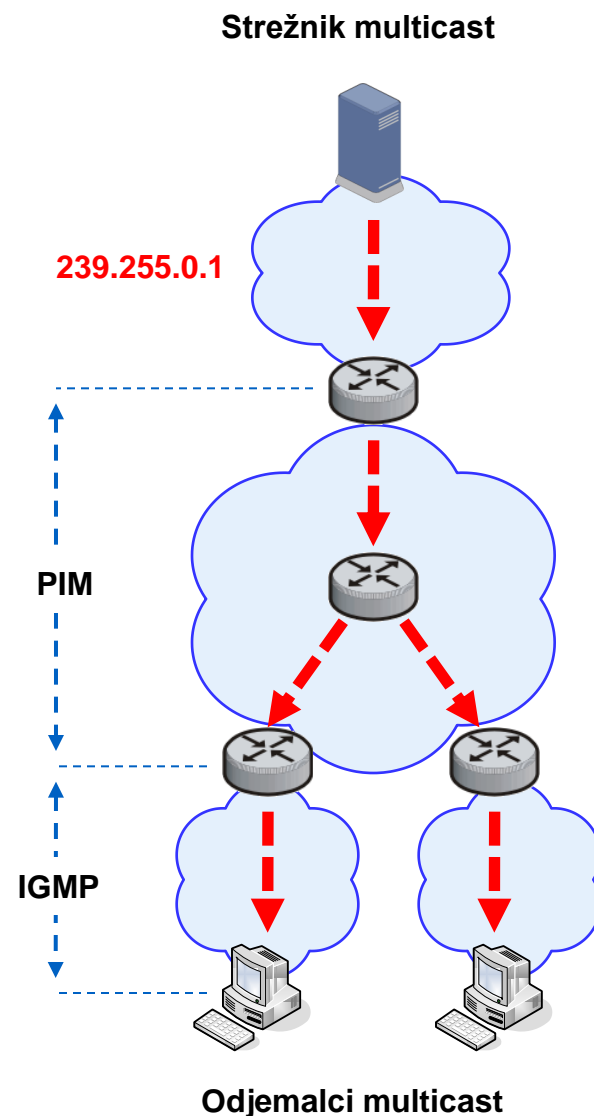 Strežnik multicast
239.255.0.1
PIM
IGMP
Odjemalci multicast